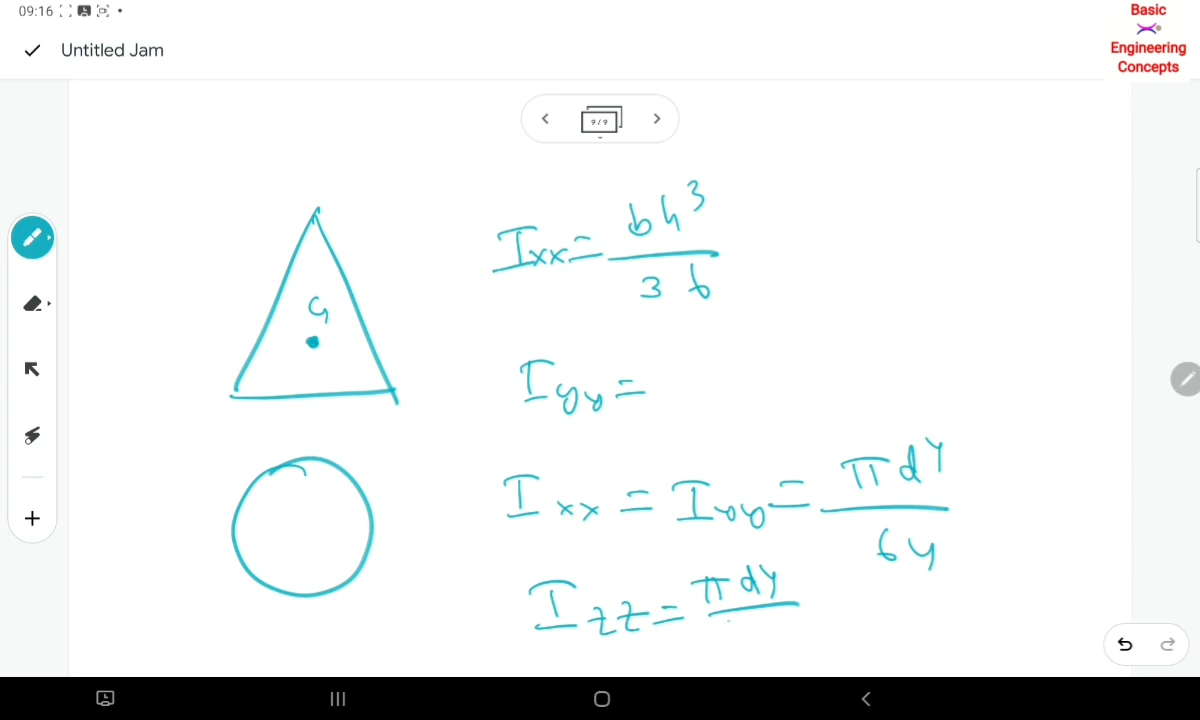 09:16
Basic
Engineering
Concepts
Untitled Jam
9 / 9
Ixx = bh³ / 36
G
Iyy =
Ixx = Iyy = πd⁴ / 64
Izz = πd⁴